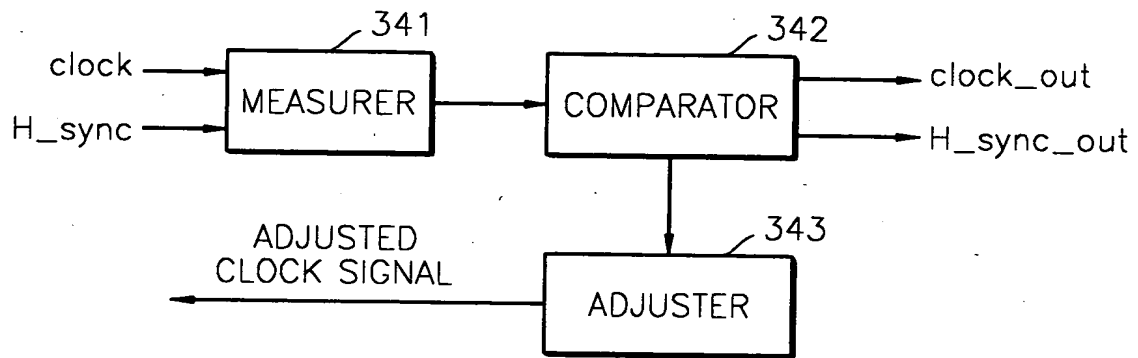 341
342
clock
H_sync
MEASURER
COMPARATOR
clock_out
H_sync_out
343
ADJUSTED
CLOCK SIGNAL
ADJUSTER